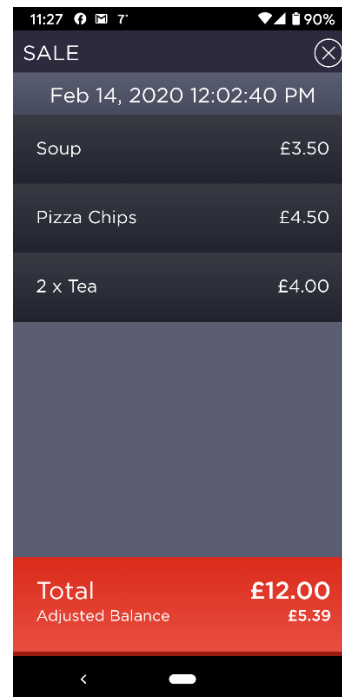 11:27 7° 90%
SALE
Feb 14, 2020 12:02:40 PM
Soup £3.50
Pizza Chips £4.50
2 x Tea £4.00
Total £12.00
Adjusted Balance £5.39